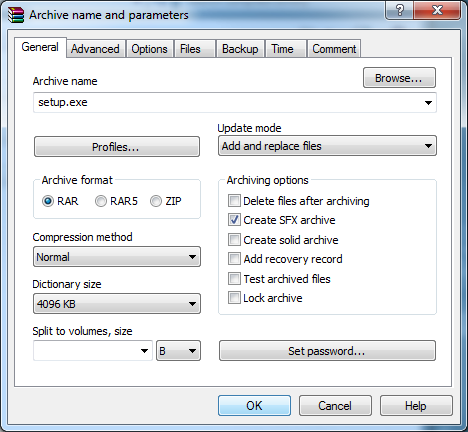 Archive name and parameters
?
General Advanced Options Files Backup Time Comment
Archive name
Browse...
setup.exe
Update mode
Profiles...
Add and replace files
Archive format
RAR RAR5 ZIP
Archiving options
Delete files after archiving
Create SFX archive
Create solid archive
Add recovery record
Test archived files
Lock archive
Compression method
Normal
Dictionary size
4096 KB
Split to volumes, size
B
Set password...
OK Cancel Help